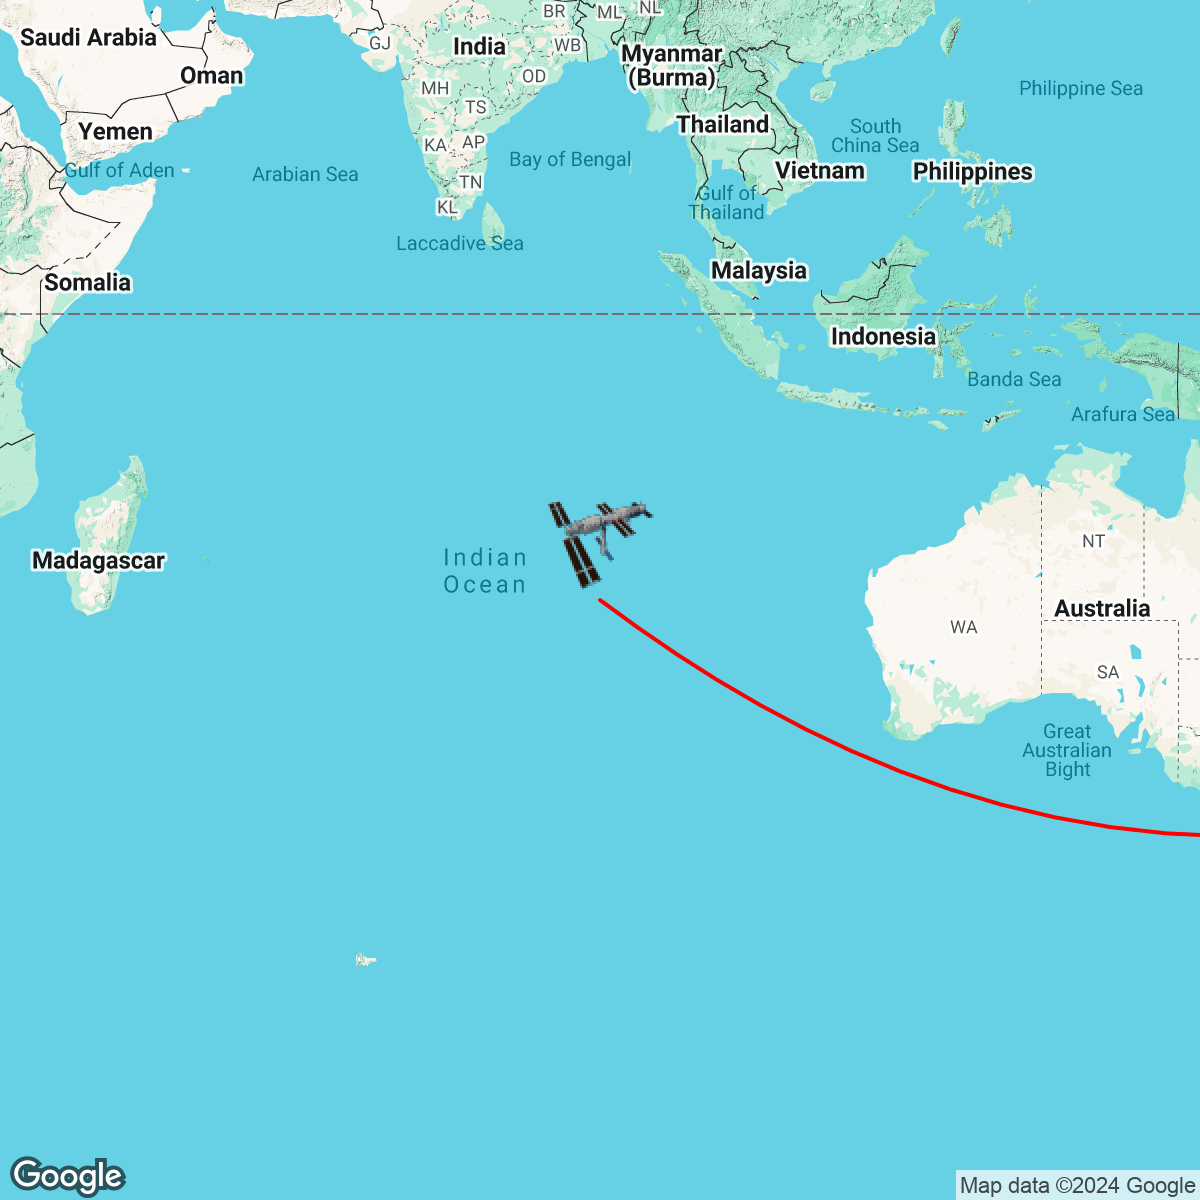 BR
ML
NL
Saudi Arabia
GJ
India
WB
Myanmar
(Burma)
Oman
OD
MH
Philippine Sea
TS
Yemen
Thailand
South
China Sea
KA
AP
Bay of Bengal
Gulf of Aden
Arabian Sea
Vietnam
Philippines
TN
Gulf of
Thailand
KL
Laccadive Sea
Malaysia
Somalia
Indonesia
Banda Sea
Arafura Sea
NT
Madagascar
Indian
Ocean
Australia
WA
SA
Great
Australian
Bight
Google
Map data ©2024 Google